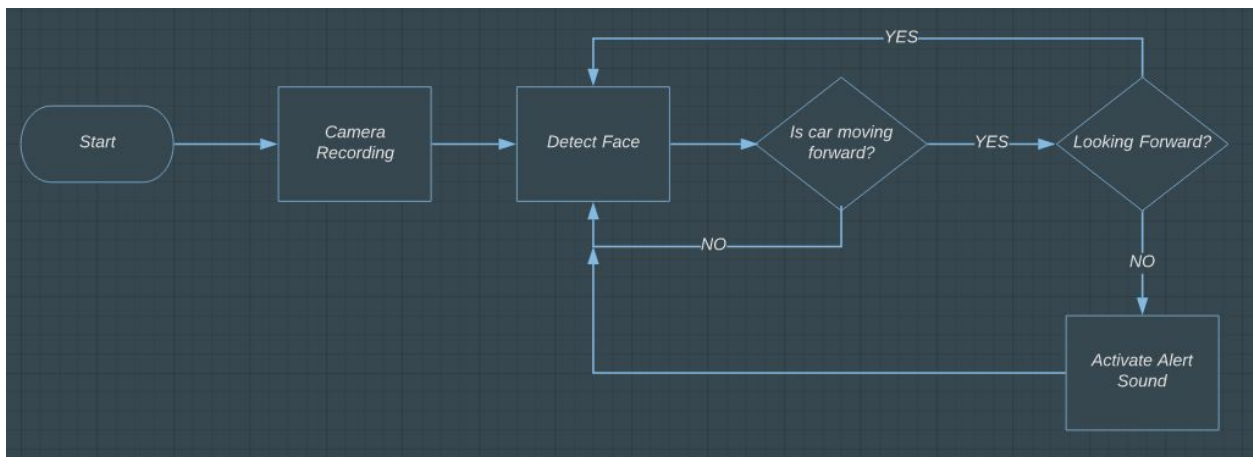 YES
Start
Camera
Recording
Detect Face
Is car moving
forward?
YES
Looking Forward?
NO
NO
Activate Alert
Sound